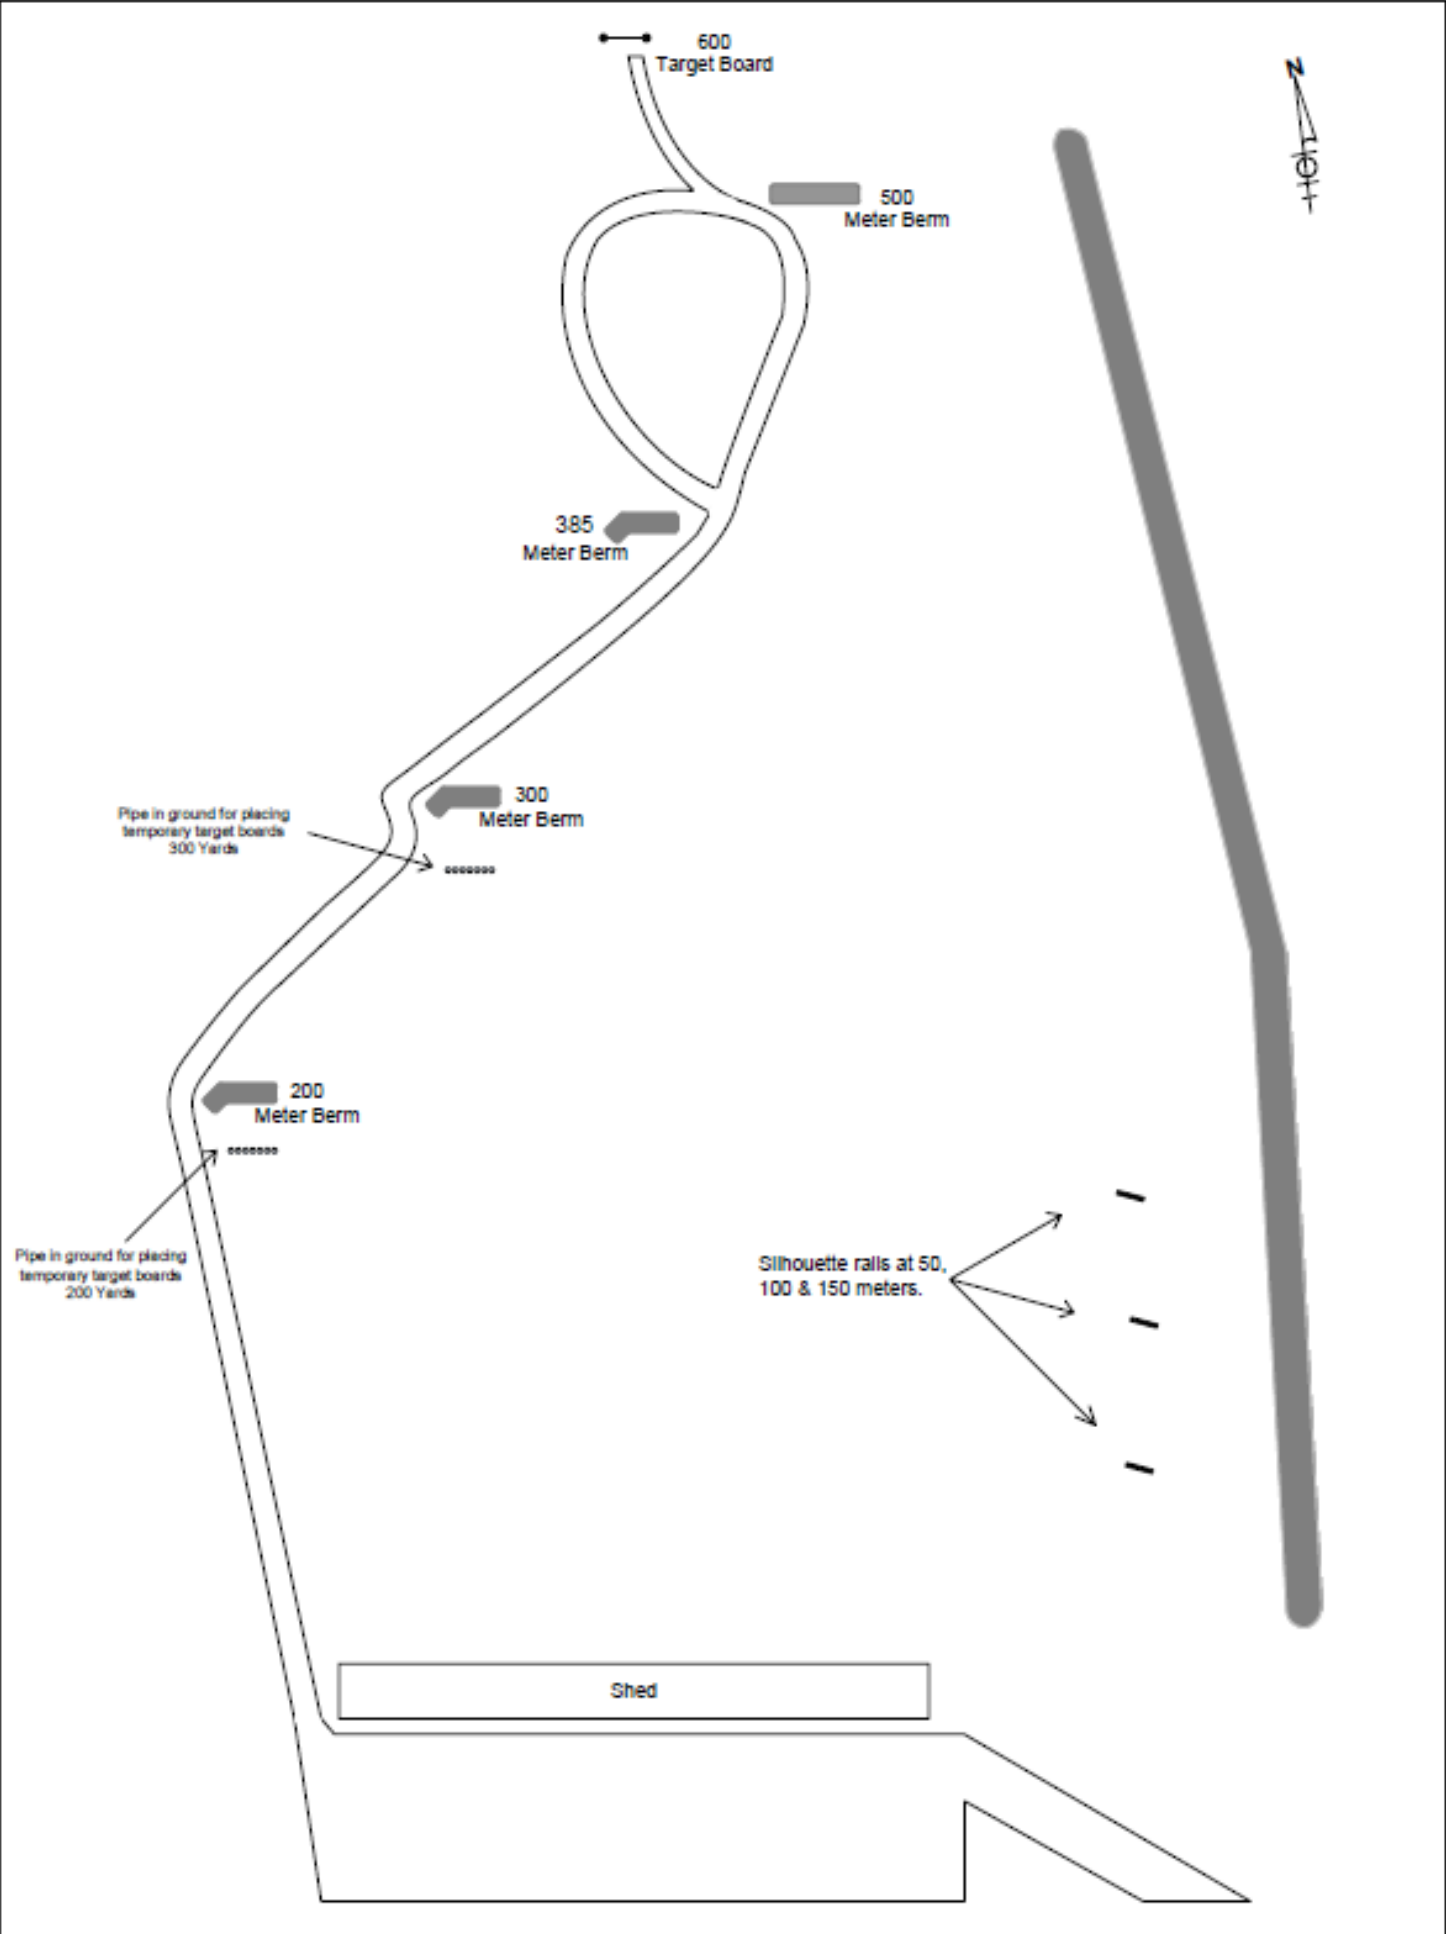 600
Target Board
N
500
Meter Berm
385
Meter Berm
300
Meter Berm
Pipe in ground for placing
temporary target boards
300 Yards
200
Meter Berm
Pipe in ground for placing
temporary target boards
200 Yards
Silhouette rails at 50,
100 & 150 meters.
Shed